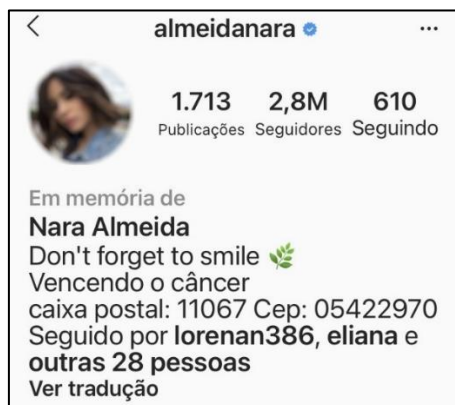 almeidanara
1.713 2,8M 610
Publicações Seguidores Seguindo
Em memória de
Nara Almeida
Don't forget to smile 🌿
Vencendo o câncer
caixa postal: 11067 Cep: 05422970
Seguido por lorenan386, eliana e
outras 28 pessoas
Ver tradução